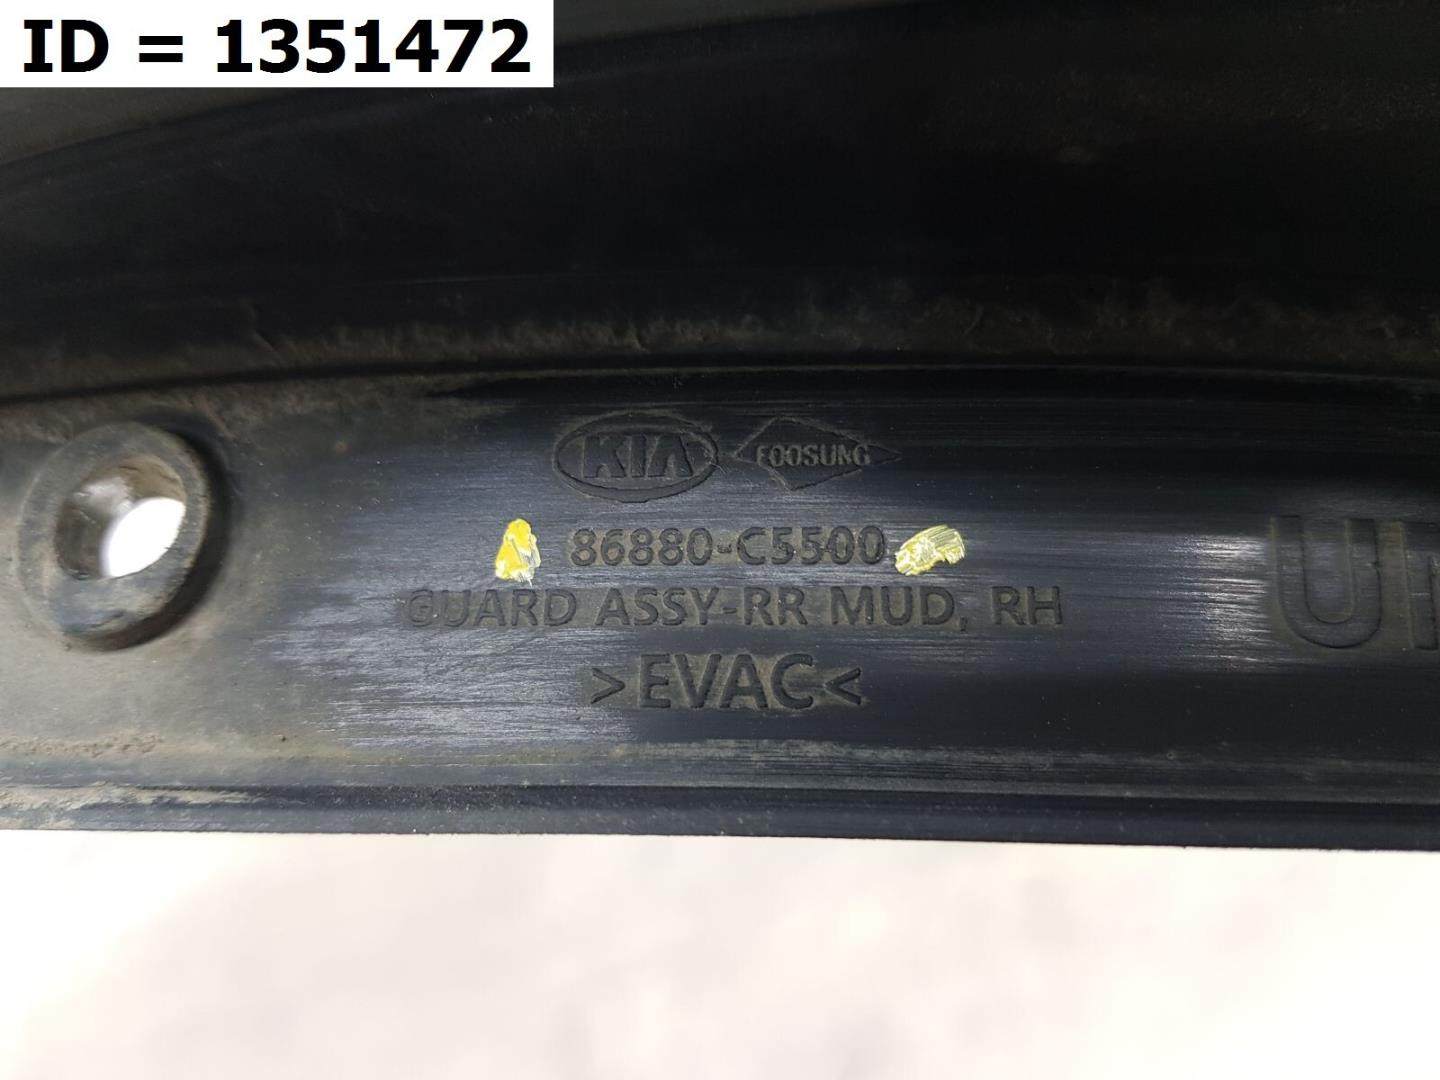 ID = 1351472
KIA FOOSUNG
86880-C5500
GUARD ASSY-RR MUD, RH
>EVAC<